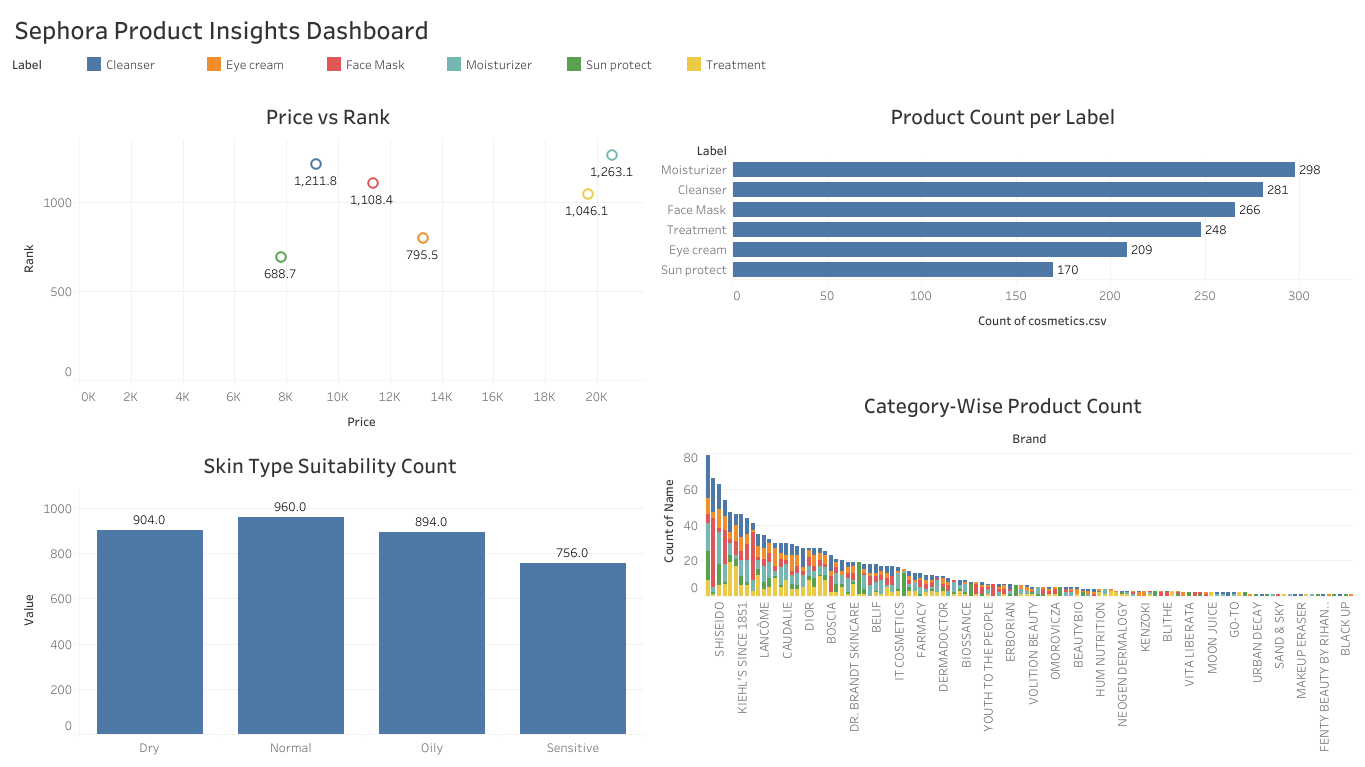 Sephora Product Insights Dashboard
Label Cleanser Eye cream Face Mask Moisturizer Sun protect Treatment
Price vs Rank
Rank
1000
500
0
1,211.8
1,108.4
1,263.1
1,046.1
795.5
688.7
0K 2K 4K 6K 8K 10K 12K 14K 16K 18K 20K
Price
Product Count per Label
Label
Moisturizer 298
Cleanser 281
Face Mask 266
Treatment 248
Eye cream 209
Sun protect 170
0 50 100 150 200 250 300
Count of cosmetics.csv
Skin Type Suitability Count
Value
1000
800
600
400
200
0
904.0
960.0
894.0
756.0
Dry Normal Oily Sensitive
Category-Wise Product Count
Brand
Count of Name
80
60
40
20
0
SHISEIDO
KIEHL'S SINCE 1851
LANCÔME
CAUDALIE
DIOR
BOSCIA
DR. BRANDT SKINCARE
BELIF
IT COSMETICS
FARMACY
DERMADOCTOR
BIOSSANCE
YOUTH TO THE PEOPLE
ERBORIAN
VOLITION BEAUTY
OMOROVICZA
BEAUTYBIO
HUM NUTRITION
NEOGEN DERMALOGY
KENZOKI
BLITHE
VITA LIBERATA
MOON JUICE
GO-TO
URBAN DECAY
SAND & SKY
MAKEUP ERASER
FENTY BEAUTY BY RIHAN..
BLACK UP